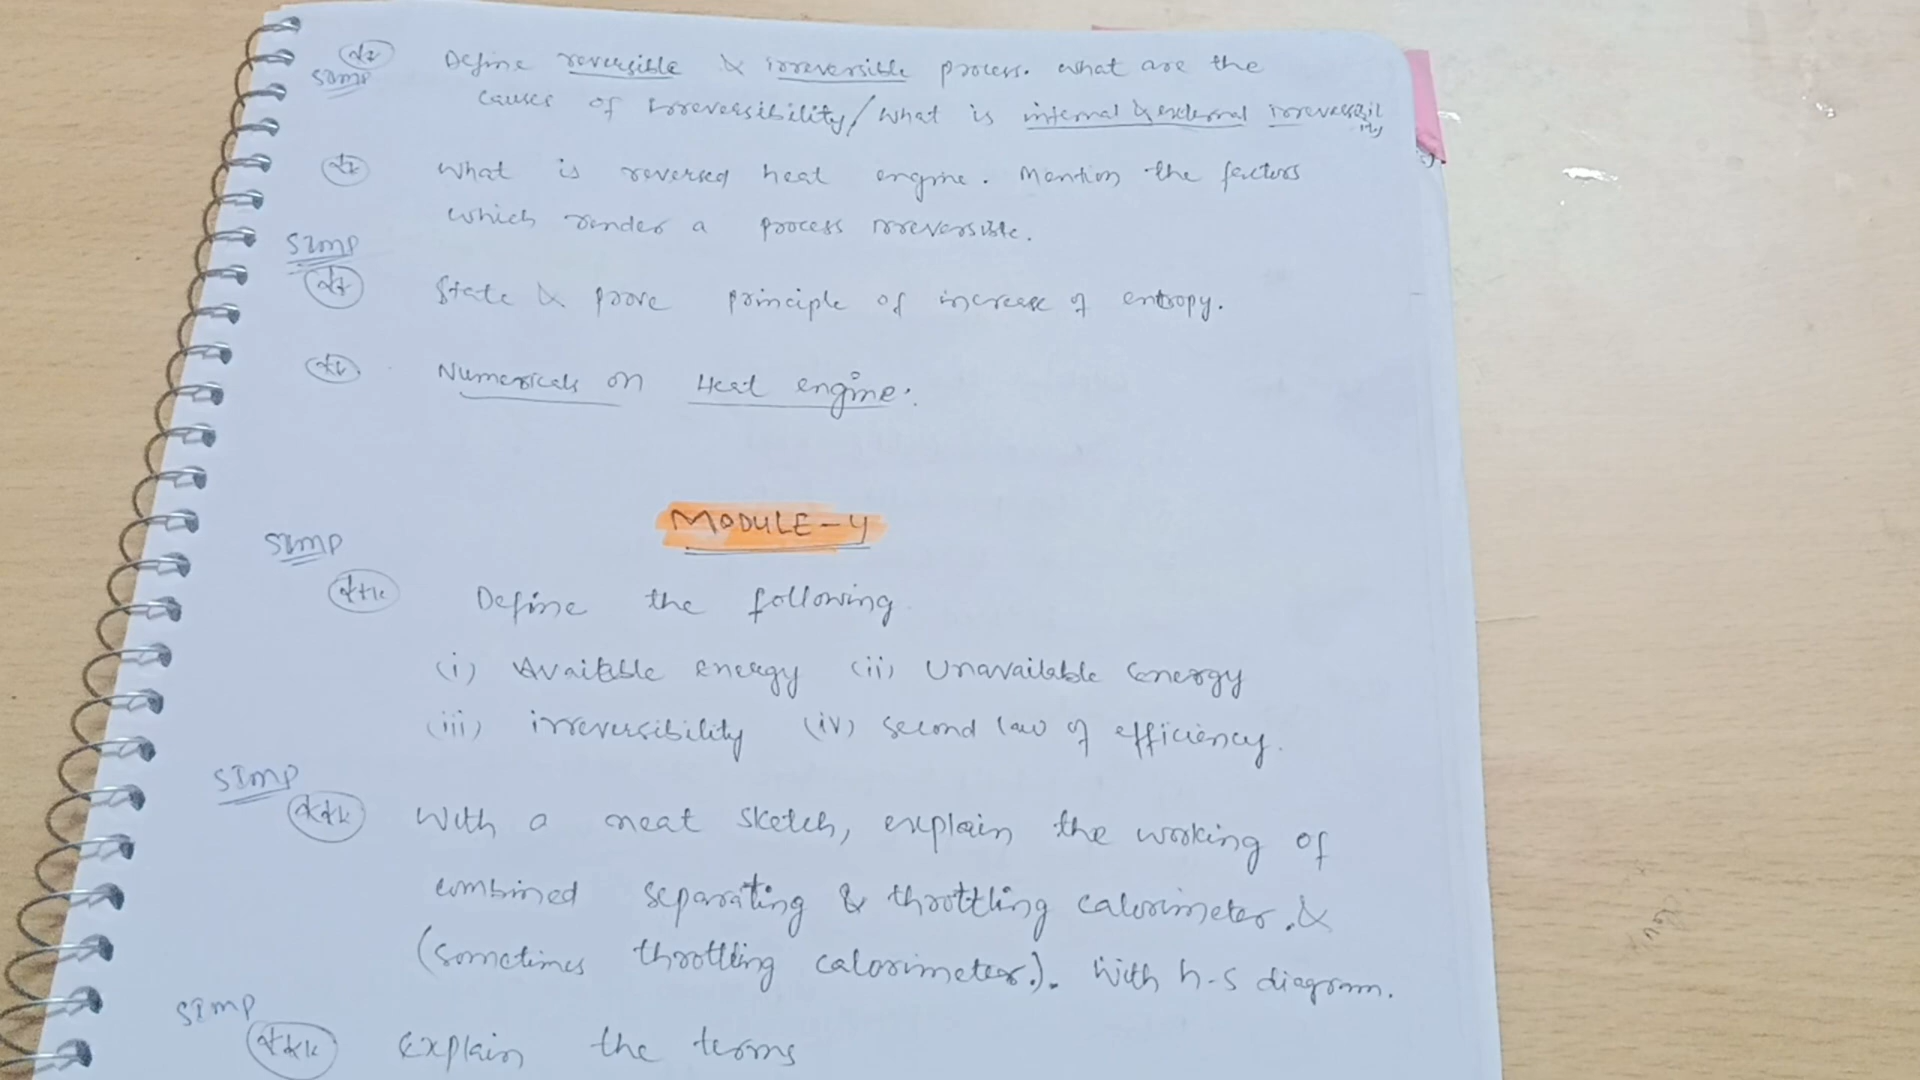 SIMP ** Define reversible & irreversible process. what are the
causes of Irreversibility/what is internal & external irreversibility
** What is reversed heat engine. Mention the factors
which render a process irreversible.
SIMP
** State & prove principle of increase of entropy.
** Numericals on Heat engine.
MODULE-4
SIMP
*** Define the following
(i) Available energy (ii) Unavailable Energy
(iii) irreversibility (iv) second law of efficiency.
SIMP
*** With a neat sketch, explain the working of
combined separating & throttling calorimeter. &
(sometimes throttling calorimeter.). With h-s diagram.
SIMP
*** Explain the terms